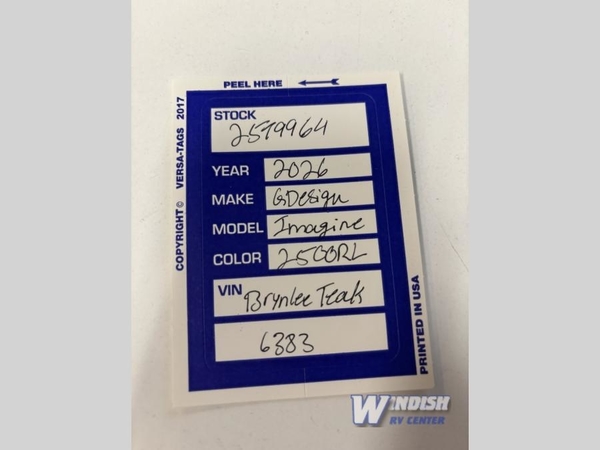 PEEL HERE
COPYRIGHT© VERSA-TAGS 2017
STOCK
2579964
YEAR 2026
MAKE GDesign
MODEL Imagine
COLOR 2500RL
VIN Brynlee Teak
6383
PRINTED IN USA
WINDISH
RV CENTER